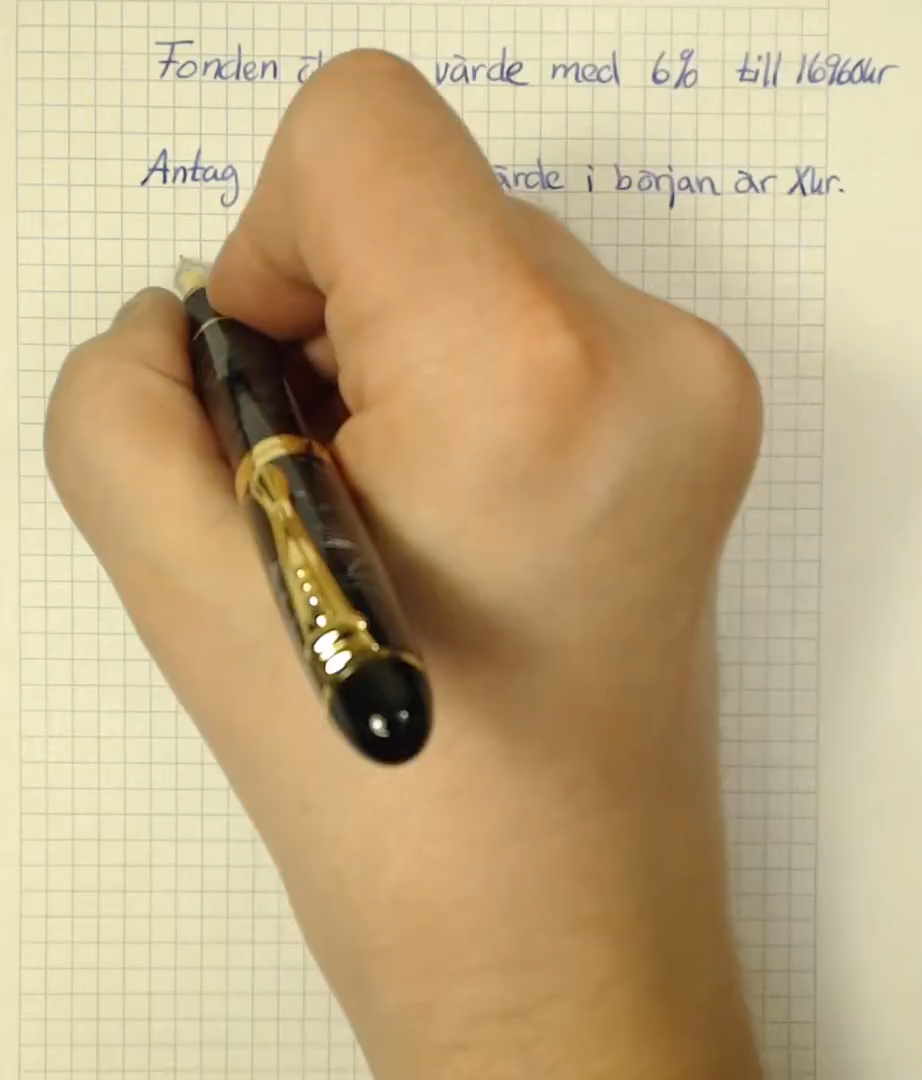 Fonden värde med 6% till 16960kr
Antag i början är Xkr.